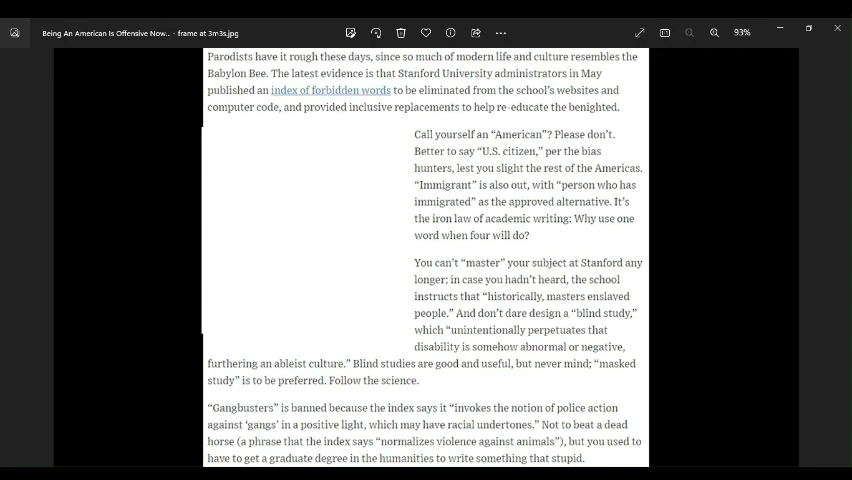 Being An American Is Offensive Now... - frame at 3m3s.jpg
93%
Parodists have it rough these days, since so much of modern life and culture resembles the
Babylon Bee. The latest evidence is that Stanford University administrators in May
published an index of forbidden words to be eliminated from the school’s websites and
computer code, and provided inclusive replacements to help re-educate the benighted.
Call yourself an “American”? Please don’t.
Better to say “U.S. citizen,” per the bias
hunters, lest you slight the rest of the Americas.
“Immigrant” is also out, with “person who has
immigrated” as the approved alternative. It’s
the iron law of academic writing: Why use one
word when four will do?
You can’t “master” your subject at Stanford any
longer; in case you hadn’t heard, the school
instructs that “historically, masters enslaved
people.” And don’t dare design a “blind study,”
which “unintentionally perpetuates that
disability is somehow abnormal or negative,
furthering an ableist culture.” Blind studies are good and useful, but never mind; “masked
study” is to be preferred. Follow the science.
“Gangbusters” is banned because the index says it “invokes the notion of police action
against ‘gangs’ in a positive light, which may have racial undertones.” Not to beat a dead
horse (a phrase that the index says “normalizes violence against animals”), but you used to
have to get a graduate degree in the humanities to write something that stupid.